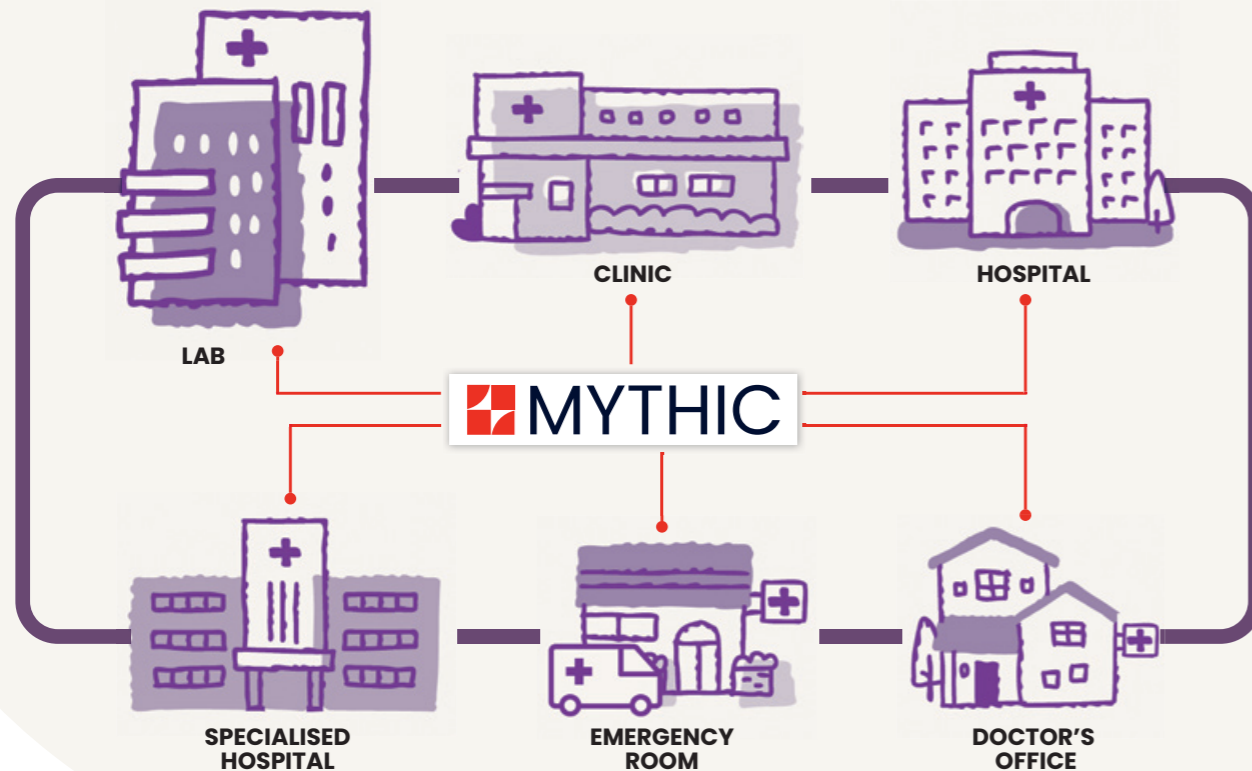 CLINIC
HOSPITAL
LAB
MYTHIC
SPECIALISED
HOSPITAL
EMERGENCY
ROOM
DOCTOR'S
OFFICE